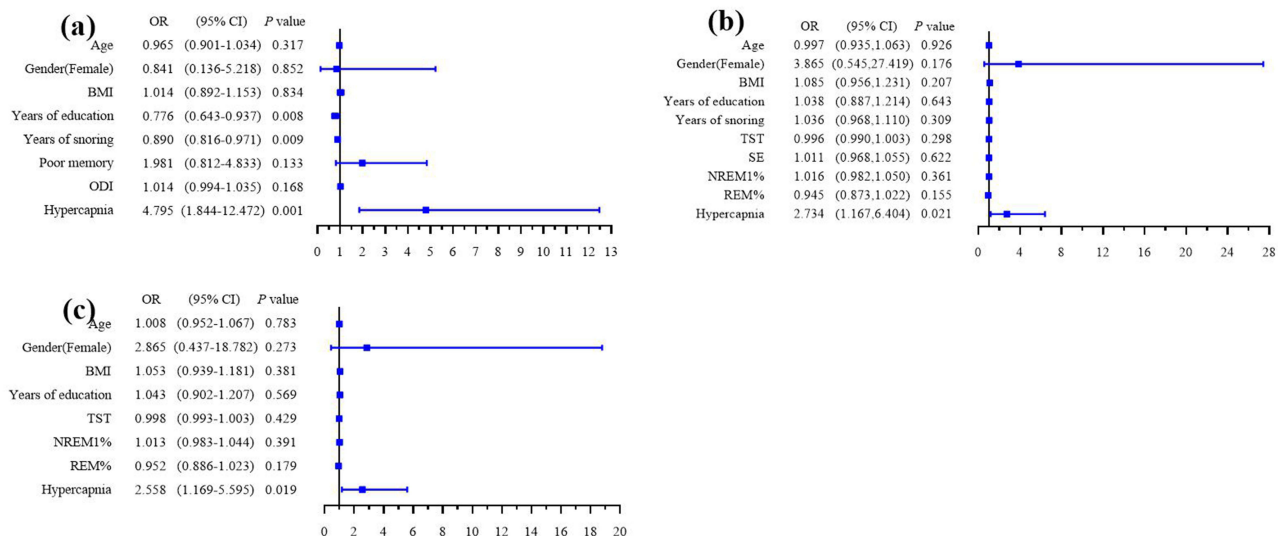 (a)
OR (95% CI) P value
Age 0.965 (0.901-1.034) 0.317
Gender(Female) 0.841 (0.136-5.218) 0.852
BMI 1.014 (0.892-1.153) 0.834
Years of education 0.776 (0.643-0.937) 0.008
Years of snoring 0.890 (0.816-0.971) 0.009
Poor memory 1.981 (0.812-4.833) 0.133
ODI 1.014 (0.994-1.035) 0.168
Hypercapnia 4.795 (1.844-12.472) 0.001
0 1 2 3 4 5 6 7 8 9 10 11 12 13
(b)
OR (95% CI) P value
Age 0.997 (0.935,1.063) 0.926
Gender(Female) 3.865 (0.545,27.419) 0.176
BMI 1.085 (0.956,1.231) 0.207
Years of education 1.038 (0.887,1.214) 0.643
Years of snoring 1.036 (0.968,1.110) 0.309
TST 0.996 (0.990,1.003) 0.298
SE 1.011 (0.968,1.055) 0.622
NREM1% 1.016 (0.982,1.050) 0.361
REM% 0.945 (0.873,1.022) 0.155
Hypercapnia 2.734 (1.167,6.404) 0.021
0 4 8 12 16 20 24 28
(c)
OR (95% CI) P value
Age 1.008 (0.952-1.067) 0.783
Gender(Female) 2.865 (0.437-18.782) 0.273
BMI 1.053 (0.939-1.181) 0.381
Years of education 1.043 (0.902-1.207) 0.569
TST 0.998 (0.993-1.003) 0.429
NREM1% 1.013 (0.983-1.044) 0.391
REM% 0.952 (0.886-1.023) 0.179
Hypercapnia 2.558 (1.169-5.595) 0.019
0 2 4 6 8 10 12 14 16 18 20